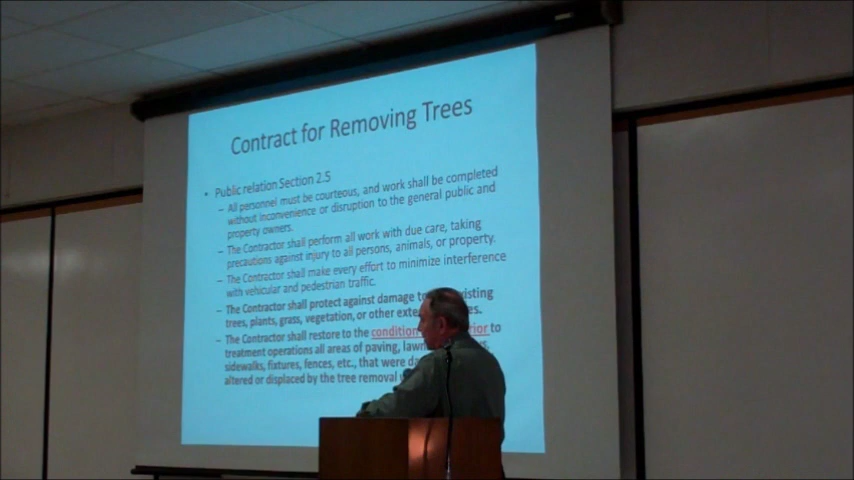 Contract for Removing Trees
• Public relation Section 2.5
– All personnel must be courteous, and work shall be completed
without inconvenience or disruption to the general public and
property owners.
– The Contractor shall perform all work with due care, taking
precautions against injury to all persons, animals, or property.
– The Contractor shall make every effort to minimize interference
with vehicular and pedestrian traffic.
– The Contractor shall protect against damage to
trees, plants, grass, vegetation, or other
– The Contractor shall restore to the condition to
treatment operations all areas of paving,
sidewalks, fixtures, fences, etc., that were
altered or displaced by the tree removal